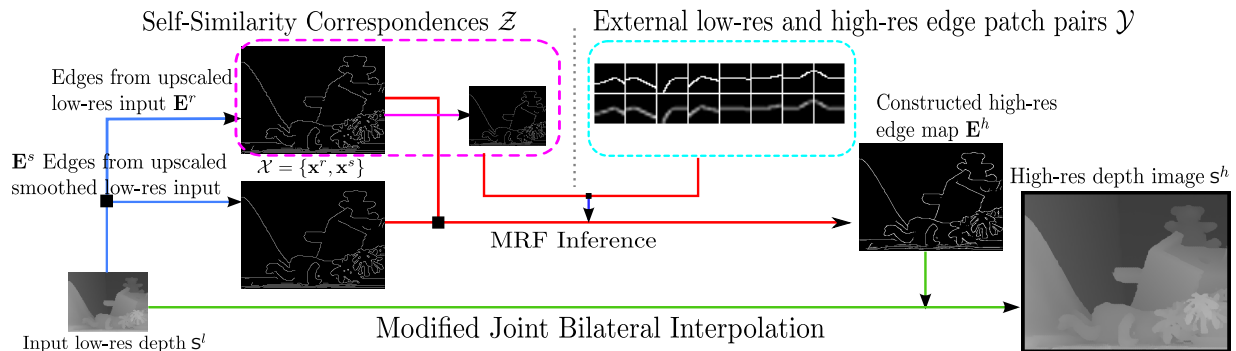 Self-Similarity Correspondences 𝒵
External low-res and high-res edge patch pairs 𝒴
Edges from upscaled
low-res input E^r
E^s Edges from upscaled
smoothed low-res input
𝒳 = {x^r, x^s}
Constructed high-res
edge map E^h
High-res depth image s^h
MRF Inference
Modified Joint Bilateral Interpolation
Input low-res depth s^l